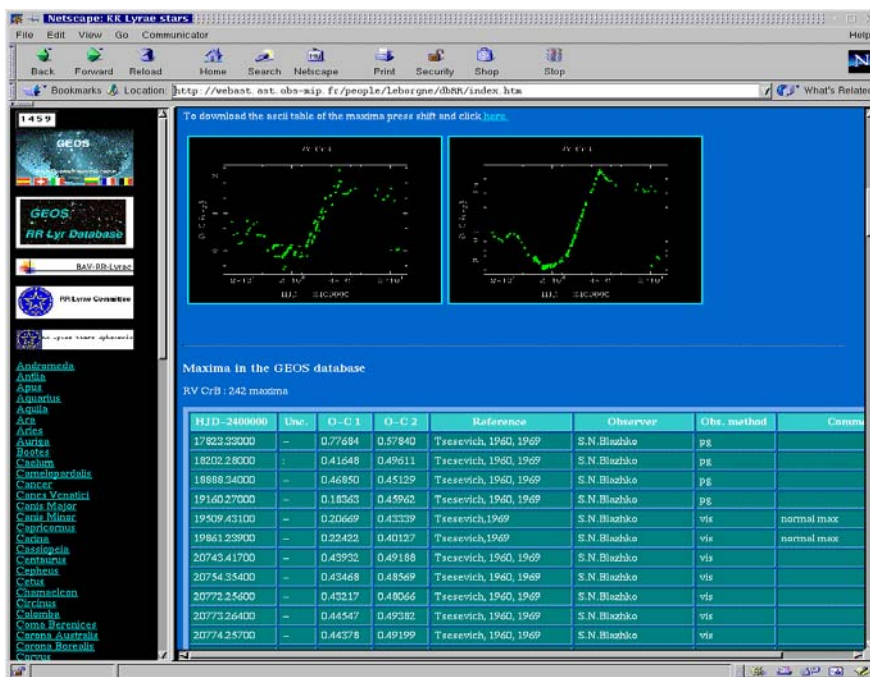 Netscape: RR Lyrae stars
File Edit View Go Communicator Help
Back Forward Reload Home Search Netscape Print Security Shop Stop
Bookmarks Location: http://webast.ast.obs-mip.fr/people/leborgne/dbRR/index.htm What's Related
1459
GEOS
GEOS
RR Lyr Database
BAV-RR-Lyrae
RR Lyrae Committee
Andromeda
Antlia
Apus
Aquarius
Aquila
Ara
Aries
Auriga
Bootes
Caelum
Camelopardalis
Cancer
Canes Venatici
Canis Major
Canis Minor
Capricornus
Carina
Cassiopeia
Centaurus
Cepheus
Cetus
Chamaeleon
Circinus
Columba
Coma Berenices
Corona Australis
Corona Borealis
Corvus
To download the ascii table of the maxima press shift and click here.
Maxima in the GEOS database
RV CrB : 242 maxima
HJD-2400000 Unc. O-C 1 O-C 2 Reference Observer Obs. method Comme
17823.33000 – 0.77684 0.57840 Tsesevich, 1960, 1969 S.N.Blazhko pg
18202.28000 : 0.41648 0.49611 Tsesevich, 1960, 1969 S.N.Blazhko pg
18888.34000 – 0.46850 0.45129 Tsesevich, 1960, 1969 S.N.Blazhko pg
19160.27000 – 0.18363 0.45962 Tsesevich, 1960, 1969 S.N.Blazhko pg
19509.43100 – 0.20669 0.43339 Tsesevich,1969 S.N.Blazhko vis normal max
19861.23900 – 0.22422 0.40127 Tsesevich,1969 S.N.Blazhko vis normal max
20743.41700 – 0.43932 0.49188 Tsesevich, 1960, 1969 S.N.Blazhko vis
20754.35400 – 0.43468 0.48569 Tsesevich, 1960, 1969 S.N.Blazhko vis
20772.25600 – 0.43217 0.48066 Tsesevich, 1960, 1969 S.N.Blazhko vis
20773.26400 – 0.44547 0.49382 Tsesevich, 1960, 1969 S.N.Blazhko vis
20774.25700 – 0.44378 0.49199 Tsesevich, 1960, 1969 S.N.Blazhko vis